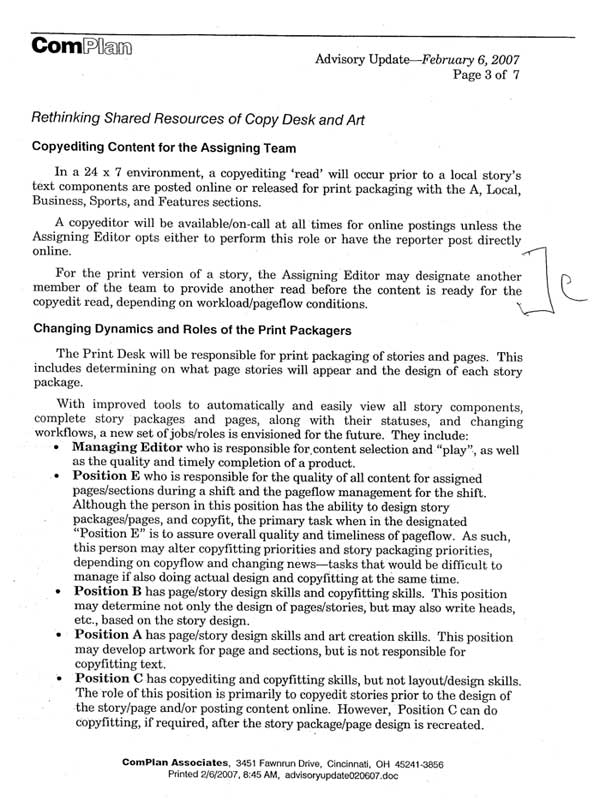 ComPlan
Advisory Update—February 6, 2007
Page 3 of 7
Rethinking Shared Resources of Copy Desk and Art
Copyediting Content for the Assigning Team
In a 24 x 7 environment, a copyediting 'read' will occur prior to a local story's
text components are posted online or released for print packaging with the A, Local,
Business, Sports, and Features sections.
A copyeditor will be available/on-call at all times for online postings unless the
Assigning Editor opts either to perform this role or have the reporter post directly
online.
For the print version of a story, the Assigning Editor may designate another
member of the team to provide another read before the content is ready for the
copyedit read, depending on workload/pageflow conditions.
Changing Dynamics and Roles of the Print Packagers
The Print Desk will be responsible for print packaging of stories and pages. This
includes determining on what page stories will appear and the design of each story
package.
With improved tools to automatically and easily view all story components,
complete story packages and pages, along with their statuses, and changing
workflows, a new set of jobs/roles is envisioned for the future. They include:
• Managing Editor who is responsible for content selection and "play", as well
as the quality and timely completion of a product.
• Position E who is responsible for the quality of all content for assigned
pages/sections during a shift and the pageflow management for the shift.
Although the person in this position has the ability to design story
packages/pages, and copyfit, the primary task when in the designated
"Position E" is to assure overall quality and timeliness of pageflow. As such,
this person may alter copyfitting priorities and story packaging priorities,
depending on copyflow and changing news—tasks that would be difficult to
manage if also doing actual design and copyfitting at the same time.
• Position B has page/story design skills and copyfitting skills. This position
may determine not only the design of pages/stories, but may also write heads,
etc., based on the story design.
• Position A has page/story design skills and art creation skills. This position
may develop artwork for page and sections, but is not responsible for
copyfitting text.
• Position C has copyediting and copyfitting skills, but not layout/design skills.
The role of this position is primarily to copyedit stories prior to the design of
the story/page and/or posting content online. However, Position C can do
copyfitting, if required, after the story package/page design is recreated.
ComPlan Associates, 3451 Fawnrun Drive, Cincinnati, OH 45241-3856
Printed 2/6/2007, 8:45 AM, advisoryupdate020607.doc